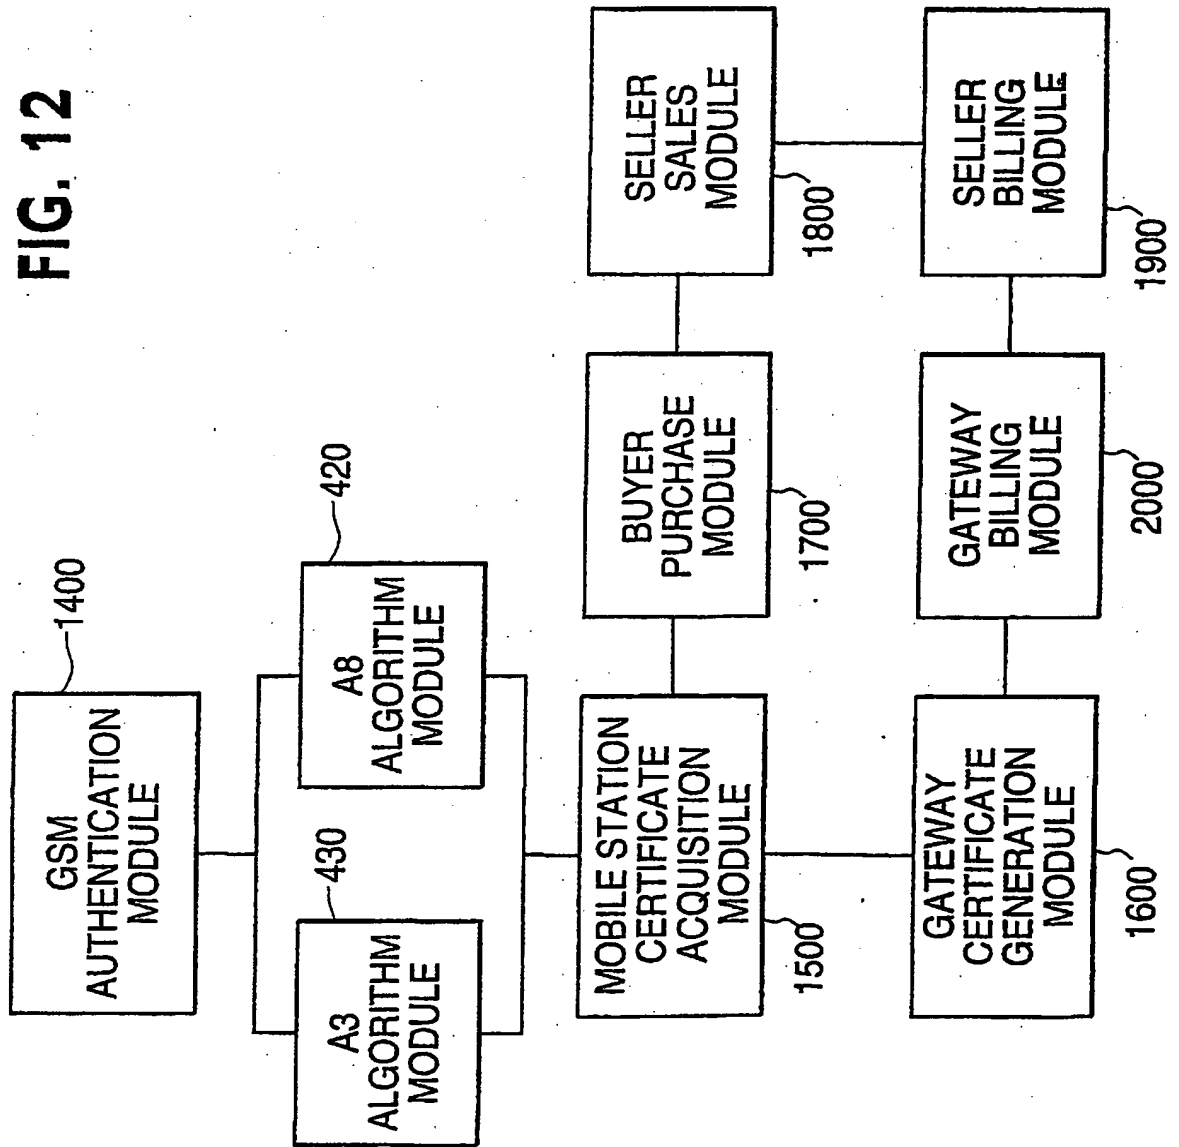 FIG. 12
GSM
AUTHENTICATION
MODULE
1400
A3
ALGORITHM
MODULE
430
A8
ALGORITHM
MODULE
420
MOBILE STATION
CERTIFICATE
ACQUISITION
MODULE
1500
BUYER
PURCHASE
MODULE
1700
SELLER
SALES
MODULE
1800
GATEWAY
CERTIFICATE
GENERATION
MODULE
1600
GATEWAY
BILLING
MODULE
2000
SELLER
BILLING
MODULE
1900